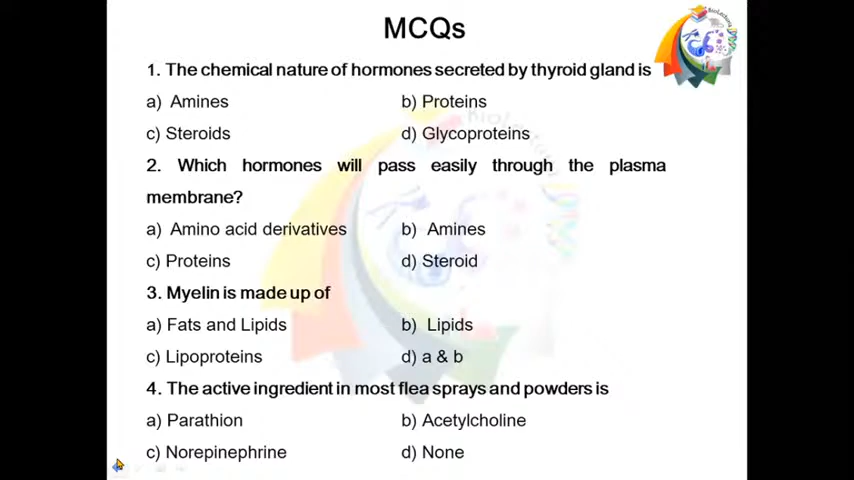 MCQs
1. The chemical nature of hormones secreted by thyroid gland is
a) Amines b) Proteins
c) Steroids d) Glycoproteins
2. Which hormones will pass easily through the plasma
membrane?
a) Amino acid derivatives b) Amines
c) Proteins d) Steroid
3. Myelin is made up of
a) Fats and Lipids b) Lipids
c) Lipoproteins d) a & b
4. The active ingredient in most flea sprays and powders is
a) Parathion b) Acetylcholine
c) Norepinephrine d) None